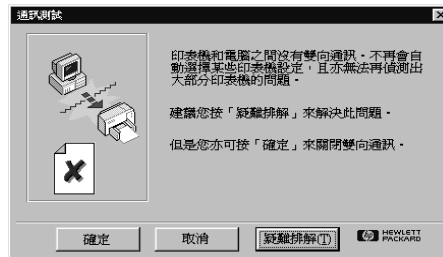 通訊測試
印表機和電腦之間沒有雙向通訊。不再會自
動選擇某些印表機設定，且亦無法再偵測出
大部分印表機的問題。
建議您按「疑難排解」來解決此問題。
但是您亦可按「確定」來關閉雙向通訊。
確定
取消
疑難排解(T)
hp
HEWLETT
PACKARD